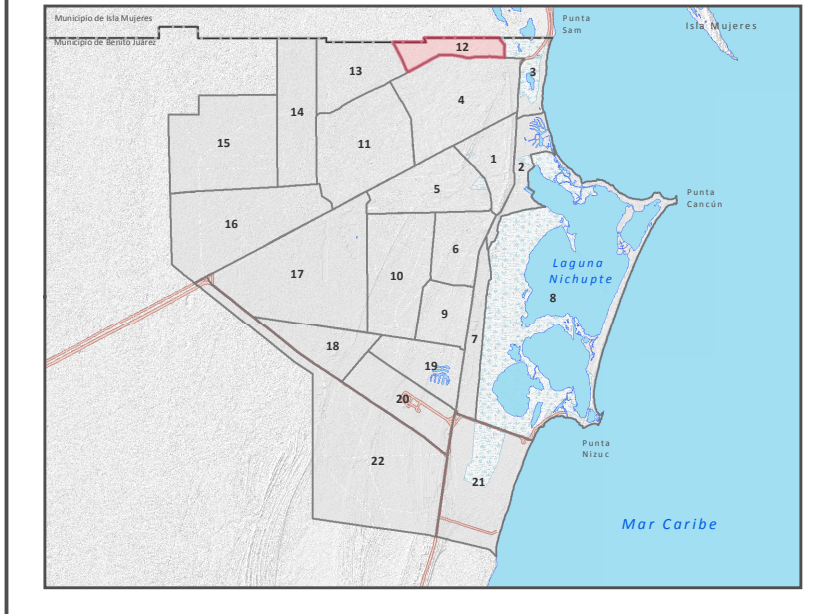 Municipio de Isla Mujeres
Punta
Sam
Isla Mujeres
Municipio de Benito Juárez
12
13
3
4
14
15
11
1
2
5
Punta
Cancún
16
6
Laguna
Nichupte
17
10
8
9
7
18
19
20
Punta
Nizuc
22
21
Mar Caribe